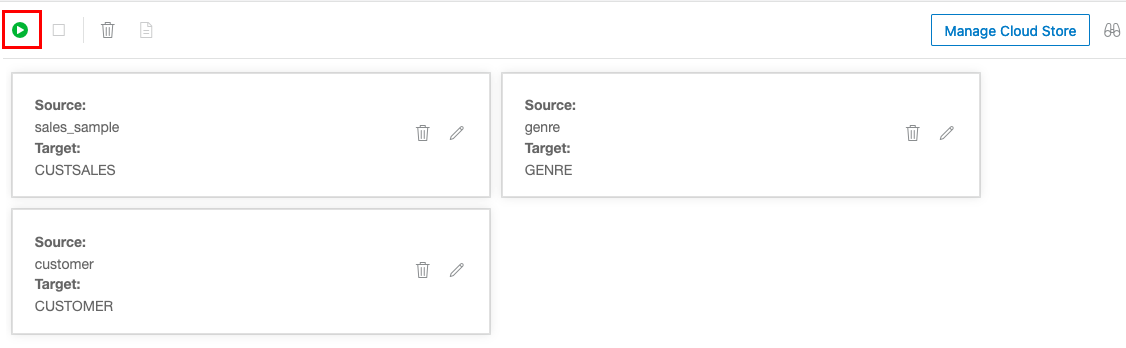 Manage Cloud Store
Source:
sales_sample
Target:
CUSTSALES
Source:
genre
Target:
GENRE
Source:
customer
Target:
CUSTOMER